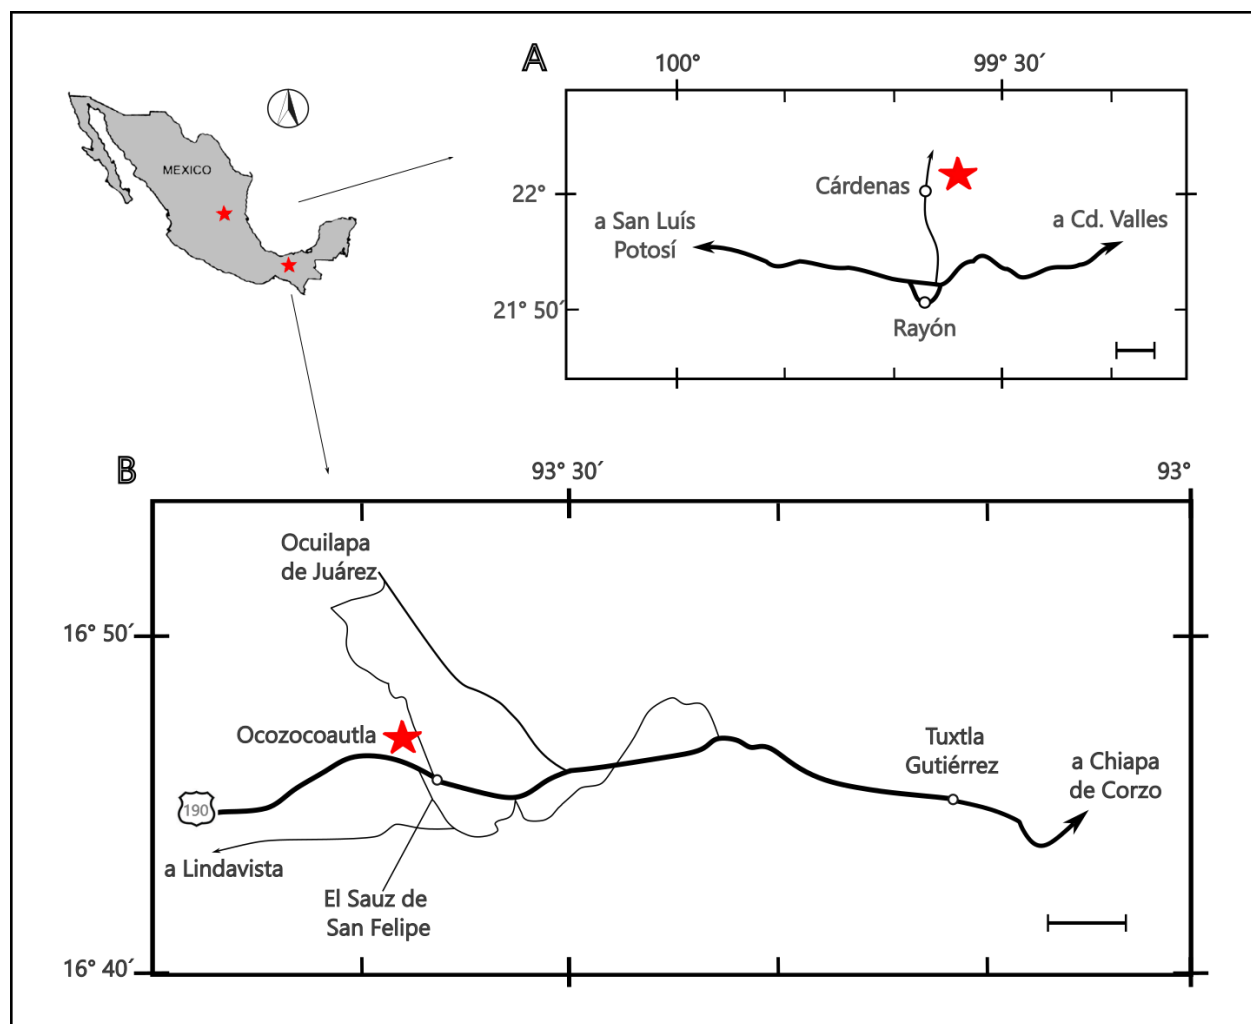 MEXICO
A
100°
99° 30´
22°
21° 50´
Cárdenas
a San Luís
Potosí
a Cd. Valles
Rayón
B
93° 30´
93°
16° 50´
16° 40´
Ocuilapa
de Juárez
Ocozocoautla
190
a Lindavista
El Sauz de
San Felipe
Tuxtla
Gutiérrez
a Chiapa
de Corzo